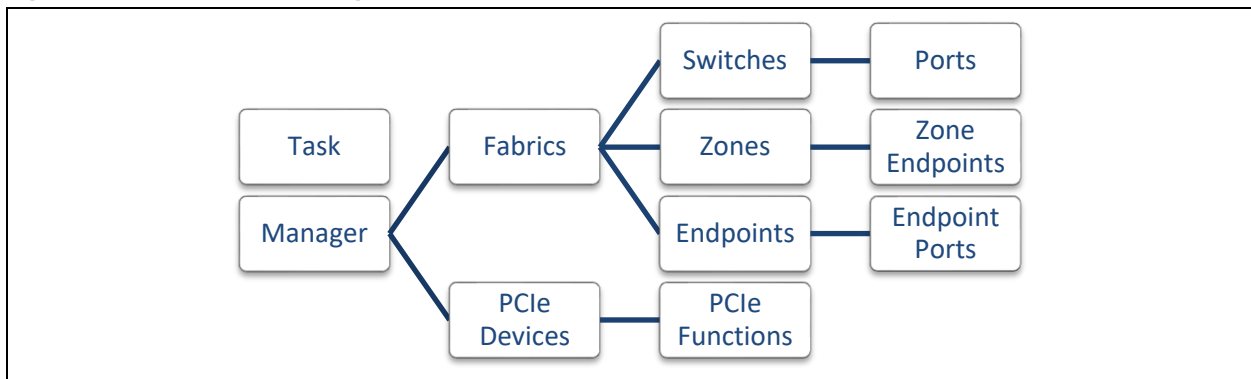 Switches
Ports
Task
Fabrics
Zones
Zone
Endpoints
Manager
Endpoints
Endpoint
Ports
PCIe
Devices
PCIe
Functions